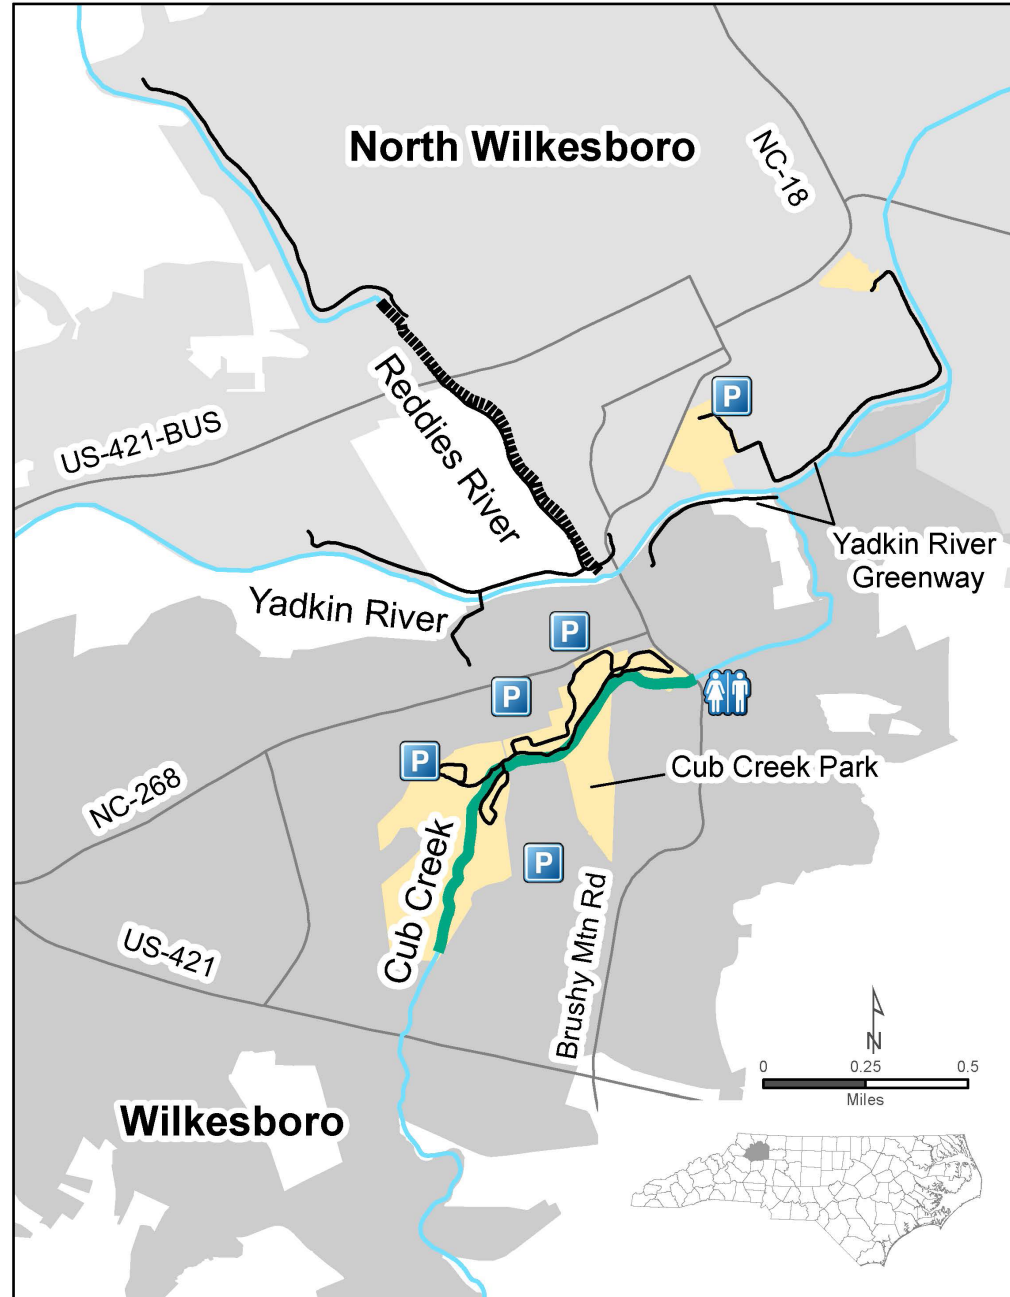 North Wilkesboro
NC-18
Reddies River
P
US-421-BUS
Yadkin River
Greenway
Yadkin River
P
P
P
Cub Creek Park
NC-268
Cub Creek
P
US-421
Brushy Mtn Rd
N
0 0.25 0.5
Miles
Wilkesboro